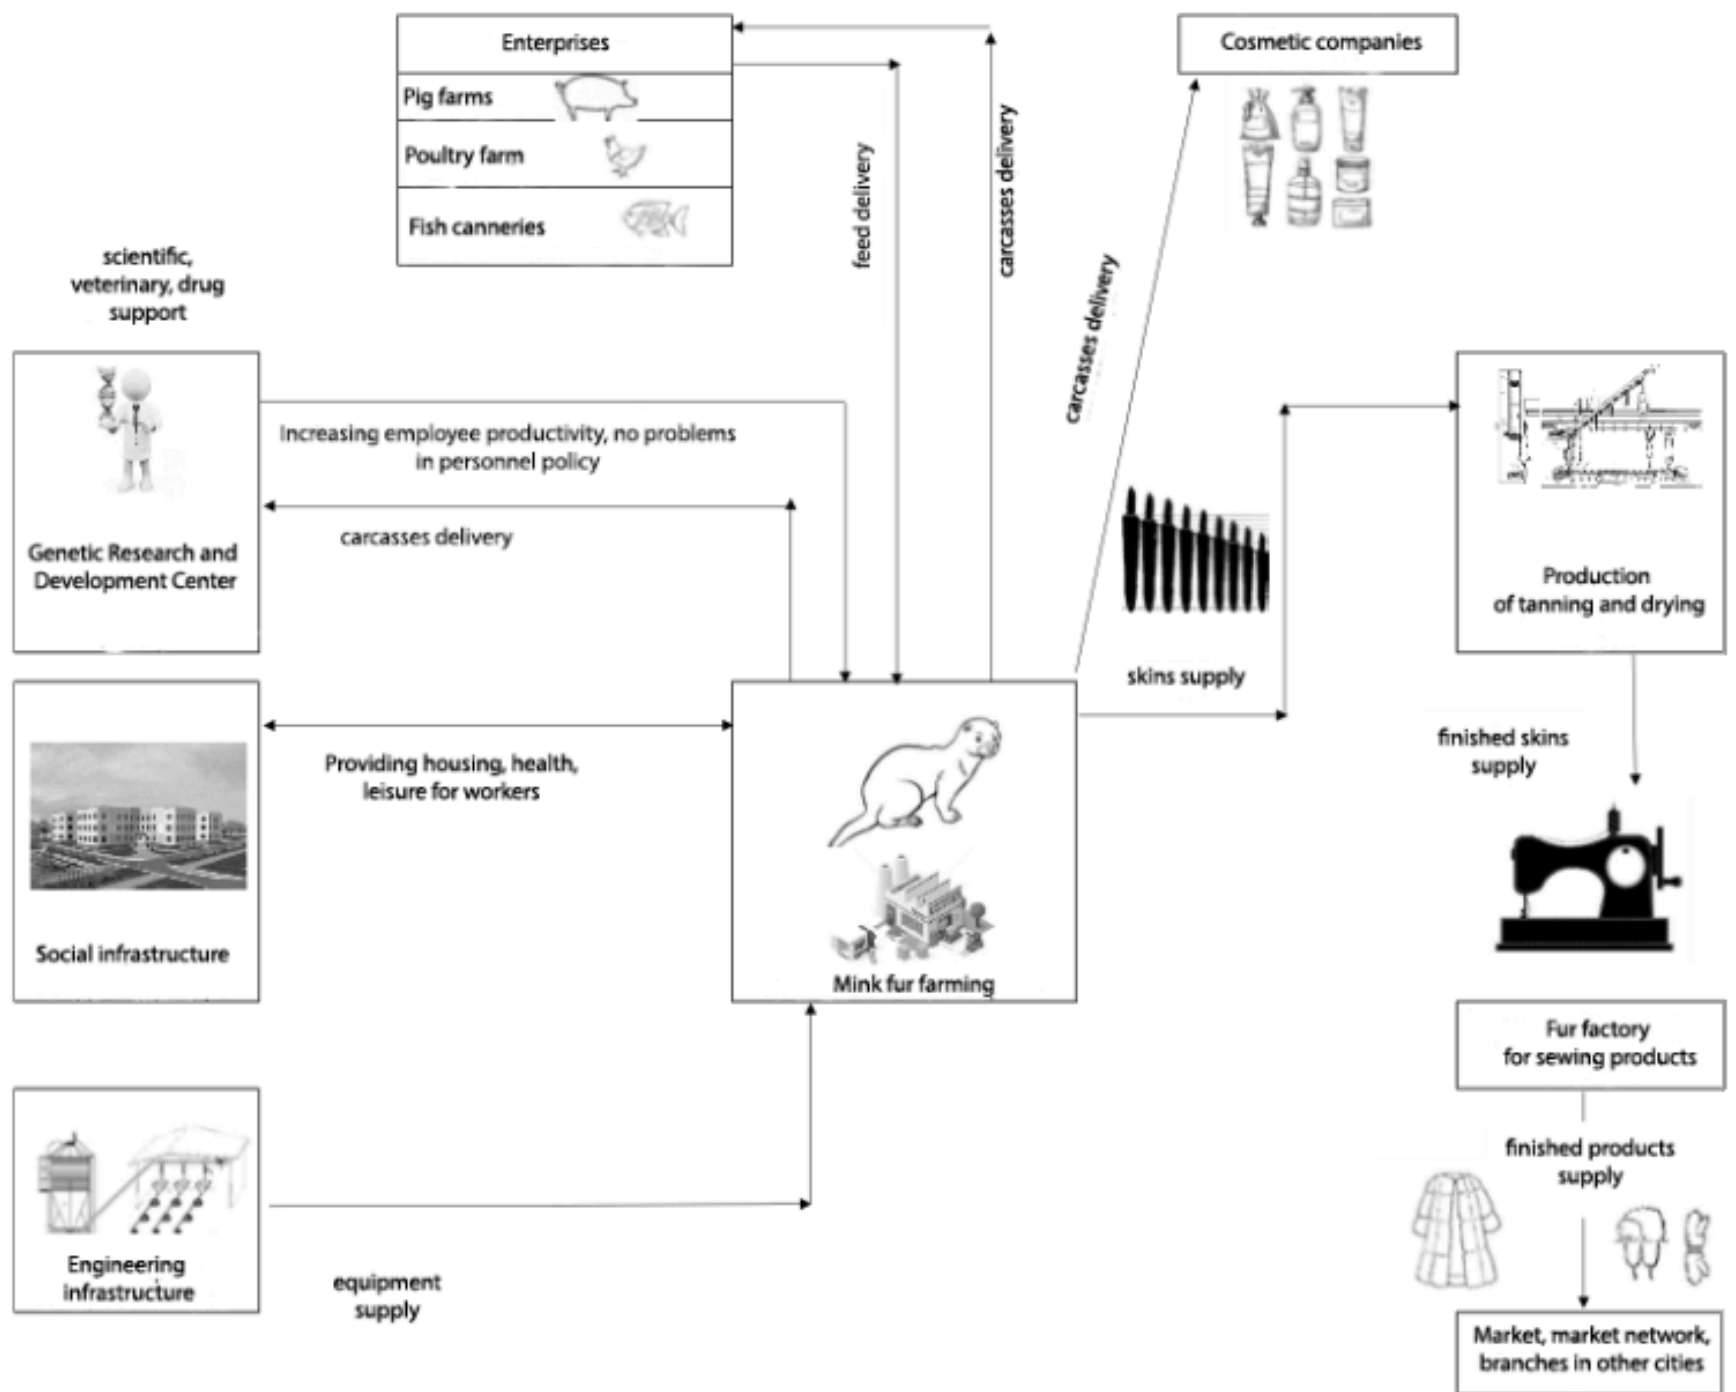 Enterprises
Pig farms
Poultry farm
Fish canneries
Cosmetic companies
feed delivery
carcasses delivery
carcasses delivery
scientific,
veterinary, drug
support
Genetic Research and
Development Center
Increasing employee productivity, no problems
in personnel policy
carcasses delivery
skins supply
Production
of tanning and drying
finished skins
supply
Social infrastructure
Providing housing, health,
leisure for workers
Mink fur farming
Fur factory
for sewing products
finished products
supply
Engineering
infrastructure
equipment
supply
Market, market network,
branches in other cities